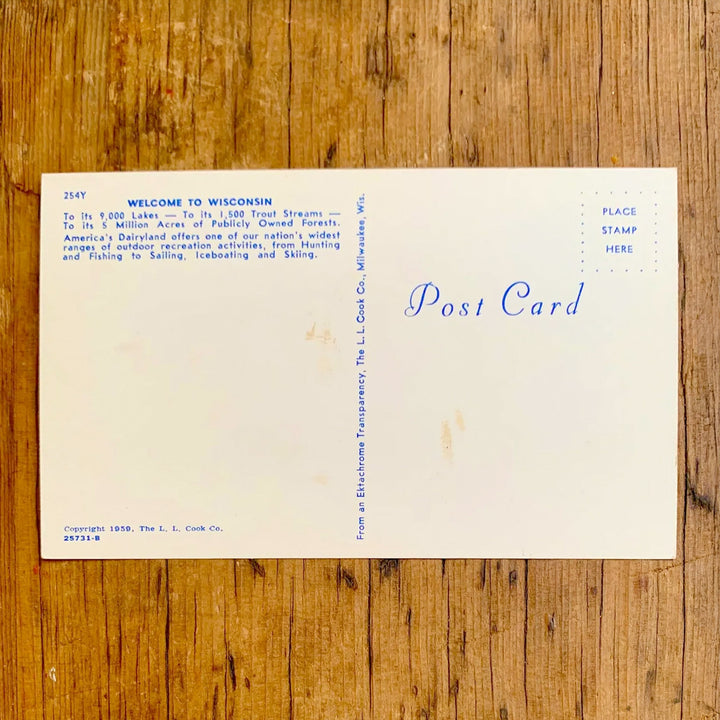 254Y
WELCOME TO WISCONSIN
To its 9,000 Lakes — To its 1,500 Trout Streams —
To its 5 Million Acres of Publicly Owned Forests.
America's Dairyland offers one of our nation's widest
ranges of outdoor recreation activities, from Hunting
and Fishing to Sailing, Iceboating and Skiing.
Copyright 1959, The L. L. Cook Co.
25731-B
From an Ektachrome Transparency, The L. L. Cook Co., Milwaukee, Wis.
PLACE
STAMP
HERE
Post Card